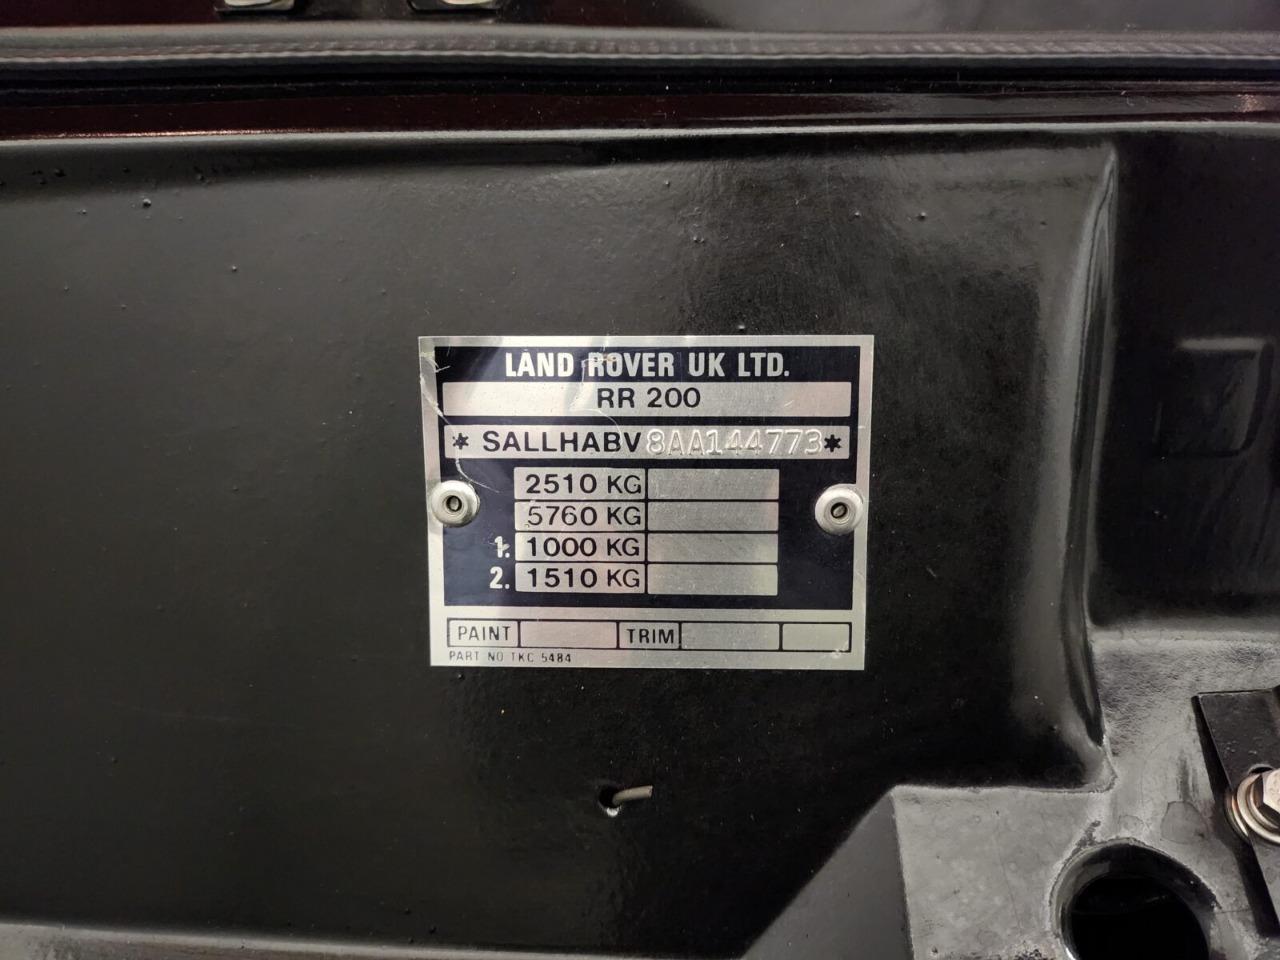 LAND ROVER UK LTD.
RR 200
* SALLHABV8AA144773*
2510 KG
5760 KG
1. 1000 KG
2. 1510 KG
PAINT TRIM
PART NO TKC 5484